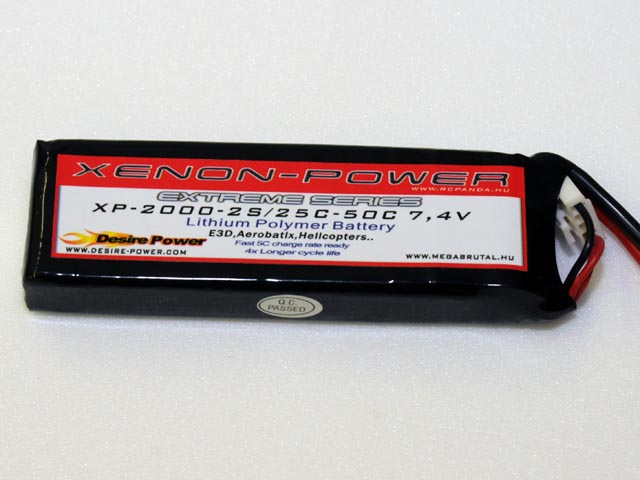 XENON-POWER
WWW.RCPANDA.HU
EXTREME SERIES
XP-2000-2S/25C-50C 7,4V
Lithium Polymer Battery
E3D,Aerobatix,Helicopters..
Desire Power
Fast 5C charge rate ready
WWW.DESIRE-POWER.COM
4x Longer cycle life
WWW.MEGABRUTAL.HU
Q.C
PASSED